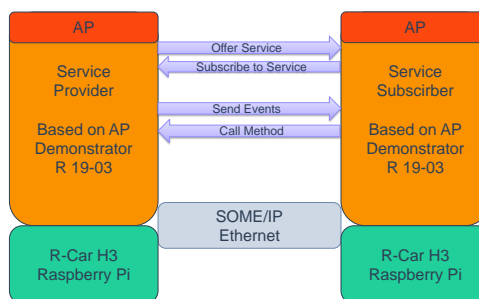 AP
Service
Provider
Based on AP
Demonstrator
R 19-03
R-Car H3
Raspberry Pi
Offer Service
Subscribe to Service
Send Events
Call Method
SOME/IP
Ethernet
AP
Service
Subscirber
Based on AP
Demonstrator
R 19-03
R-Car H3
Raspberry Pi